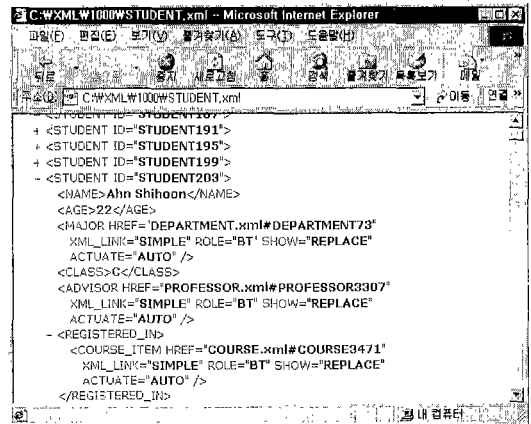 C:₩XML₩1000₩STUDENT.xml - Microsoft Internet Explorer
파일(F) 편집(E) 보기(V) 즐겨찾기(A) 도구(T) 도움말(H)
뒤로 중지 새로고침 홈 검색 즐겨찾기 목록보기 메일
주소(D) C:₩XML₩1000₩STUDENT.xml 이동 연결 »
+ <STUDENT ID="STUDENT187">
+ <STUDENT ID="STUDENT191">
+ <STUDENT ID="STUDENT195">
+ <STUDENT ID="STUDENT199">
- <STUDENT ID="STUDENT203">
<NAME>Ahn Shihoon</NAME>
<AGE>22</AGE>
<MAJOR HREF="DEPARTMENT.xml#DEPARTMENT73"
XML_LINK="SIMPLE" ROLE="BT" SHOW="REPLACE"
ACTUATE="AUTO" />
<CLASS>C</CLASS>
<ADVISOR HREF="PROFESSOR.xml#PROFESSOR3307"
XML_LINK="SIMPLE" ROLE="BT" SHOW="REPLACE"
ACTUATE="AUTO" />
- <REGISTERED_IN>
<COURSE_ITEM HREF="COURSE.xml#COURSE3471"
XML_LINK="SIMPLE" ROLE="BT" SHOW="REPLACE"
ACTUATE="AUTO" />
</REGISTERED_IN>
내 컴퓨터